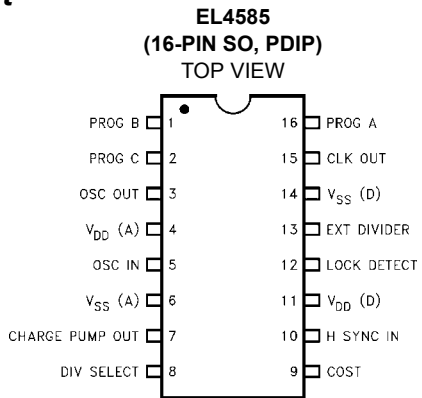 EL4585
(16-PIN SO, PDIP)
TOP VIEW
PROG B 1 16 PROG A
PROG C 2 15 CLK OUT
OSC OUT 3 14 VSS (D)
VDD (A) 4 13 EXT DIVIDER
OSC IN 5 12 LOCK DETECT
VSS (A) 6 11 VDD (D)
CHARGE PUMP OUT 7 10 H SYNC IN
DIV SELECT 8 9 COST